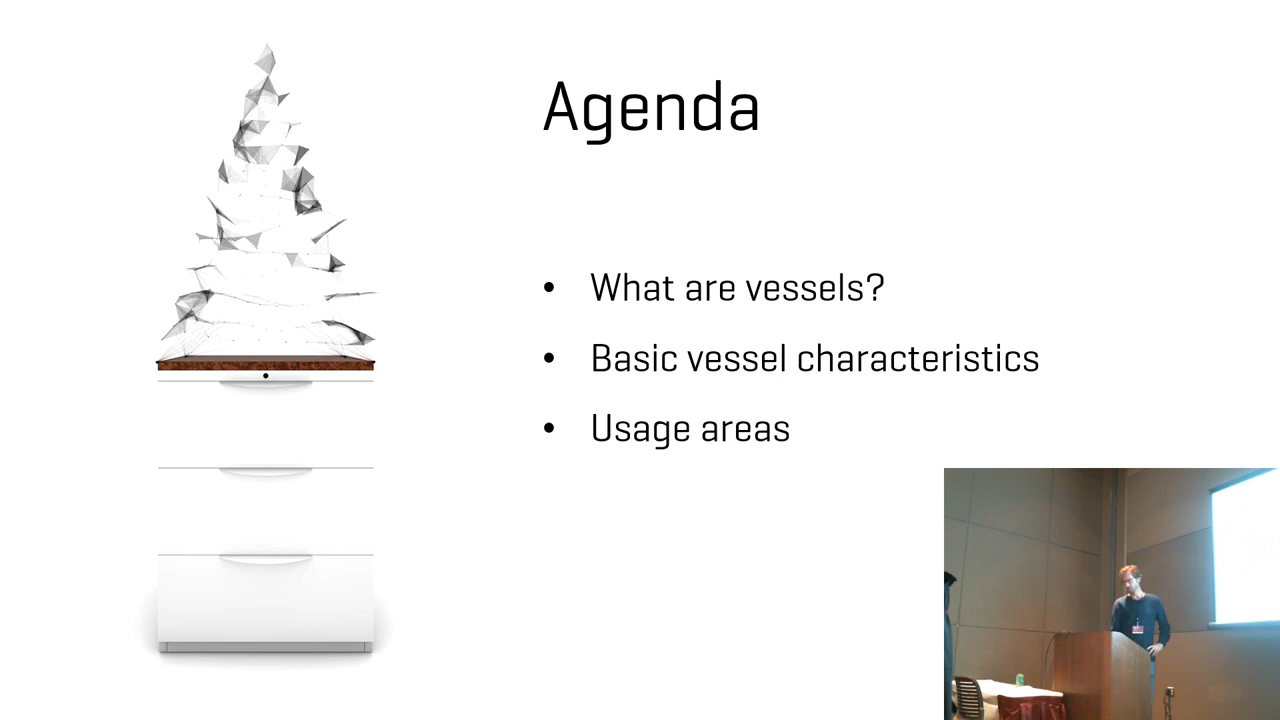 Agenda
• What are vessels?
• Basic vessel characteristics
• Usage areas